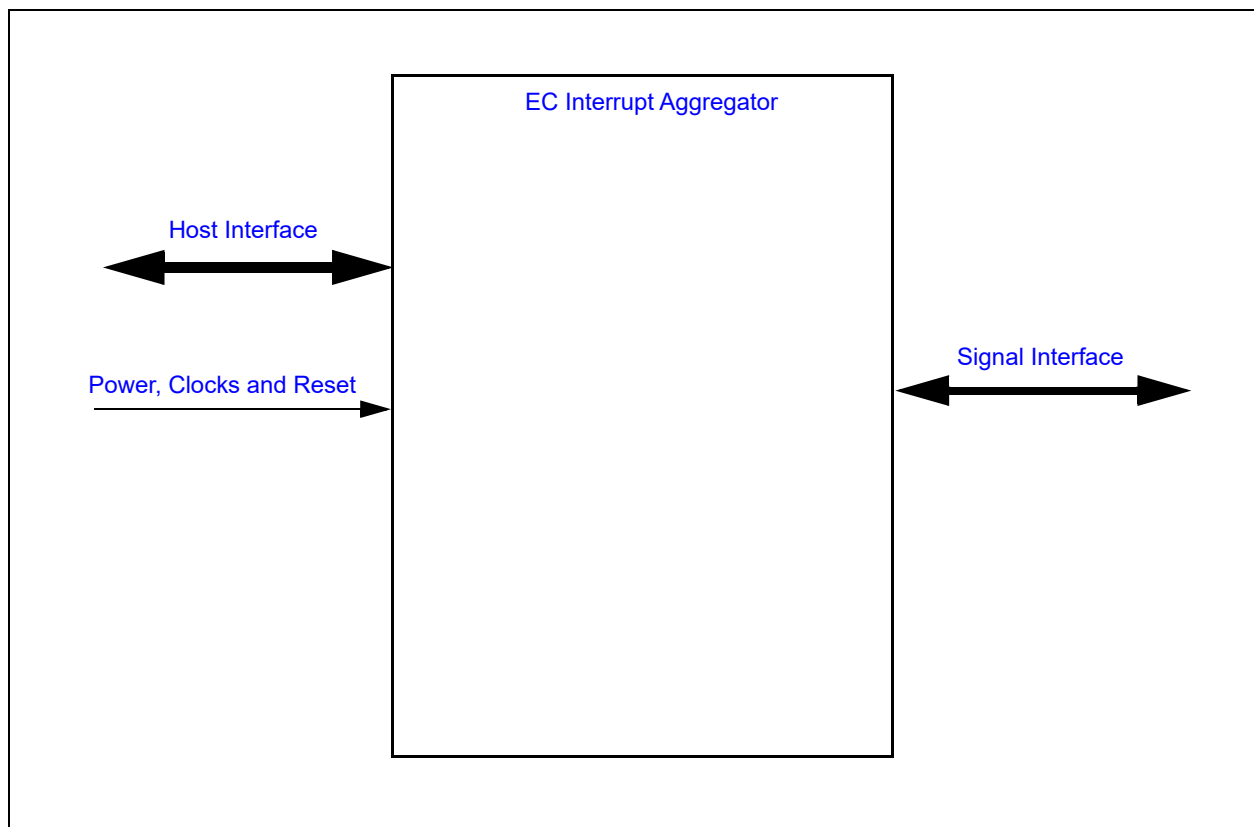 EC Interrupt Aggregator
Host Interface
Signal Interface
Power, Clocks and Reset